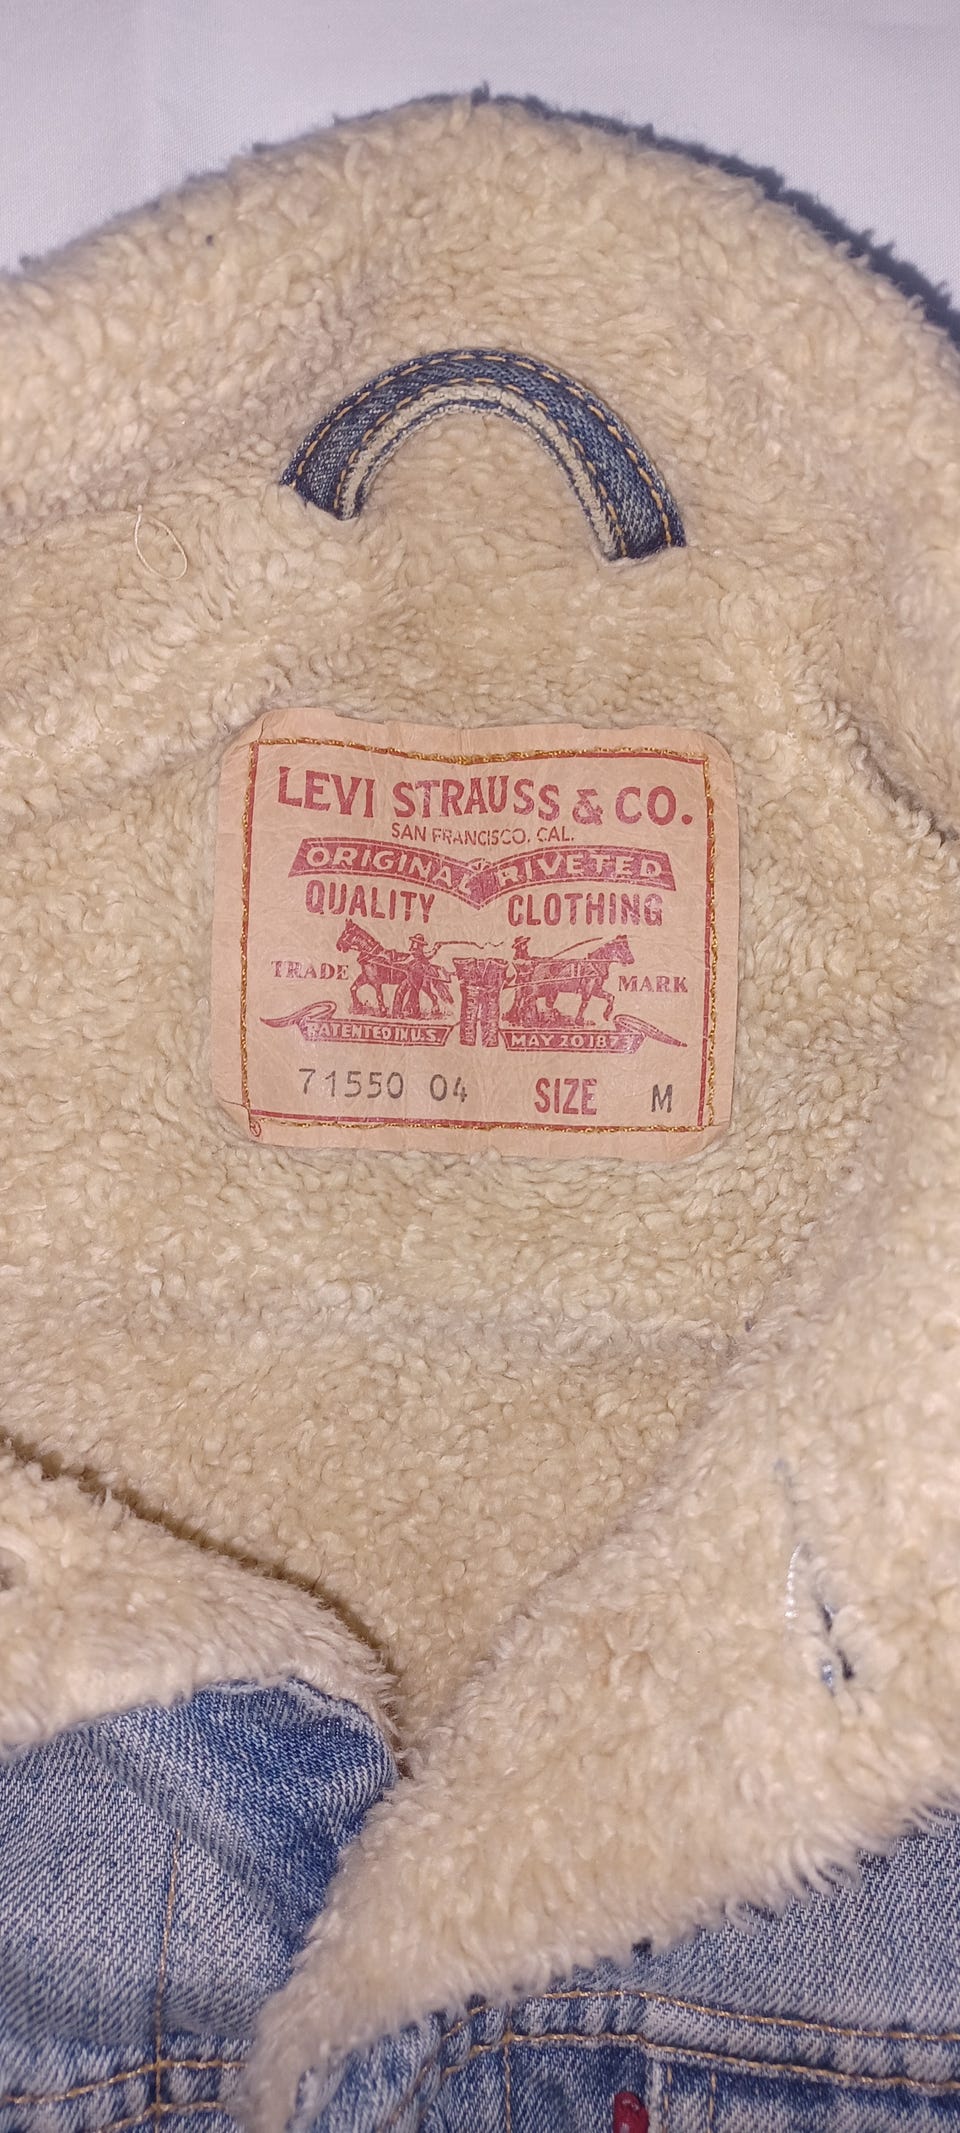 LEVI STRAUSS & CO.
SAN FRANCISCO, CAL.
ORIGINAL RIVETED
QUALITY CLOTHING
TRADE MARK
PATENTED IN U.S. MAY 20 1873
71550 04 SIZE M
®